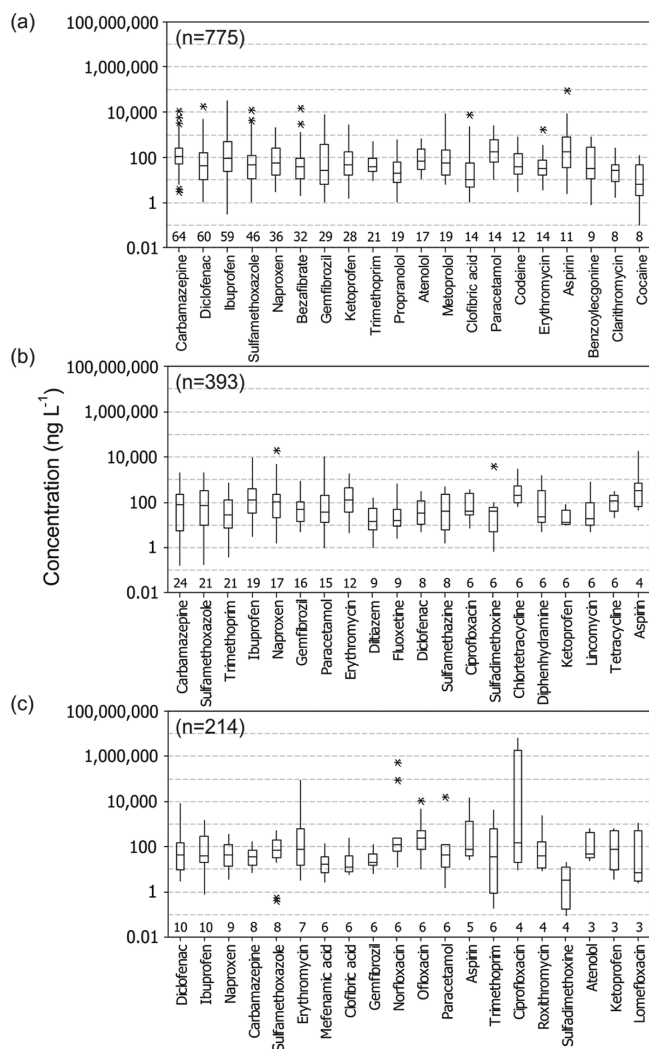 (a)
100,000,000
(n=775)
1,000,000
10,000
100
1
0.01
64 60 59 46 36 32 29 28 21 19 17 19 14 14 12 14 11 9 8 8
Carbamazepine
Diclofenac
Ibuprofen
Sulfamethoxazole
Naproxen
Bezafibrate
Gemfibrozil
Ketoprofen
Trimethoprim
Propranolol
Atenolol
Metoprolol
Clofibric acid
Paracetamol
Codeine
Erythromycin
Aspirin
Benzoylecgonine
Clarithromycin
Cocaine
Concentration (ng L-1)
(b)
100,000,000
(n=393)
1,000,000
10,000
100
1
0.01
24 21 21 19 17 16 15 12 9 9 8 8 6 6 6 6 6 6 6 4
Carbamazepine
Sulfamethoxazole
Trimethoprim
Ibuprofen
Naproxen
Gemfibrozil
Paracetamol
Erythromycin
Diltiazem
Fluoxetine
Diclofenac
Sulfamethazine
Ciprofloxacin
Sulfadimethoxine
Chlortetracycline
Diphenhydramine
Ketoprofen
Lincomycin
Tetracycline
Aspirin
(c)
100,000,000
(n=214)
1,000,000
10,000
100
1
0.01
10 10 9 8 8 7 6 6 6 6 6 6 5 6 4 4 4 3 3 3
Diclofenac
Ibuprofen
Naproxen
Carbamazepine
Sulfamethoxazole
Erythromycin
Mefenamic acid
Clofibric acid
Gemfibrozil
Norfloxacin
Ofloxacin
Paracetamol
Aspirin
Trimethoprim
Ciprofloxacin
Roxithromycin
Sulfadimethoxine
Atenolol
Ketoprofen
Lomefloxacin